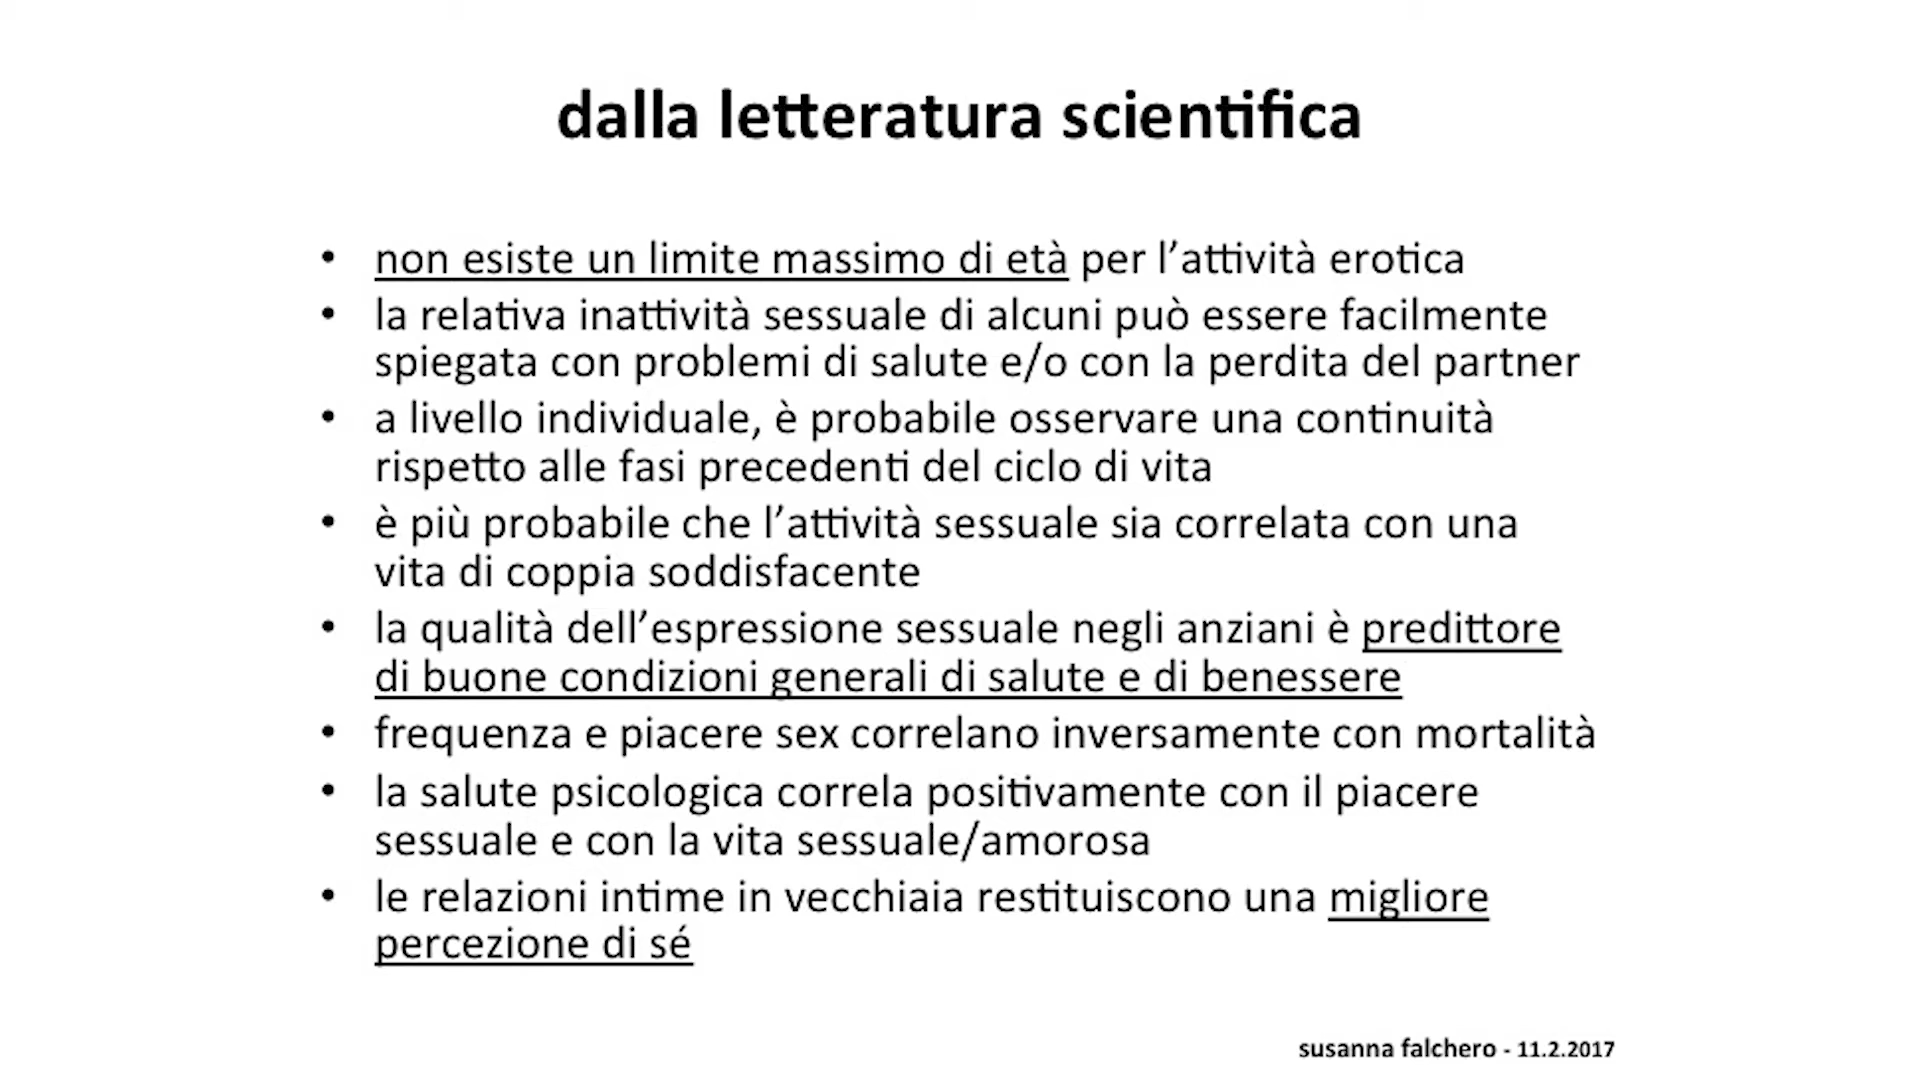 dalla letteratura scientifica
• non esiste un limite massimo di età per l’attività erotica
• la relativa inattività sessuale di alcuni può essere facilmente
spiegata con problemi di salute e/o con la perdita del partner
• a livello individuale, è probabile osservare una continuità
rispetto alle fasi precedenti del ciclo di vita
• è più probabile che l’attività sessuale sia correlata con una
vita di coppia soddisfacente
• la qualità dell’espressione sessuale negli anziani è predittore
di buone condizioni generali di salute e di benessere
• frequenza e piacere sex correlano inversamente con mortalità
• la salute psicologica correla positivamente con il piacere
sessuale e con la vita sessuale/amorosa
• le relazioni intime in vecchiaia restituiscono una migliore
percezione di sé
susanna falchero - 11.2.2017